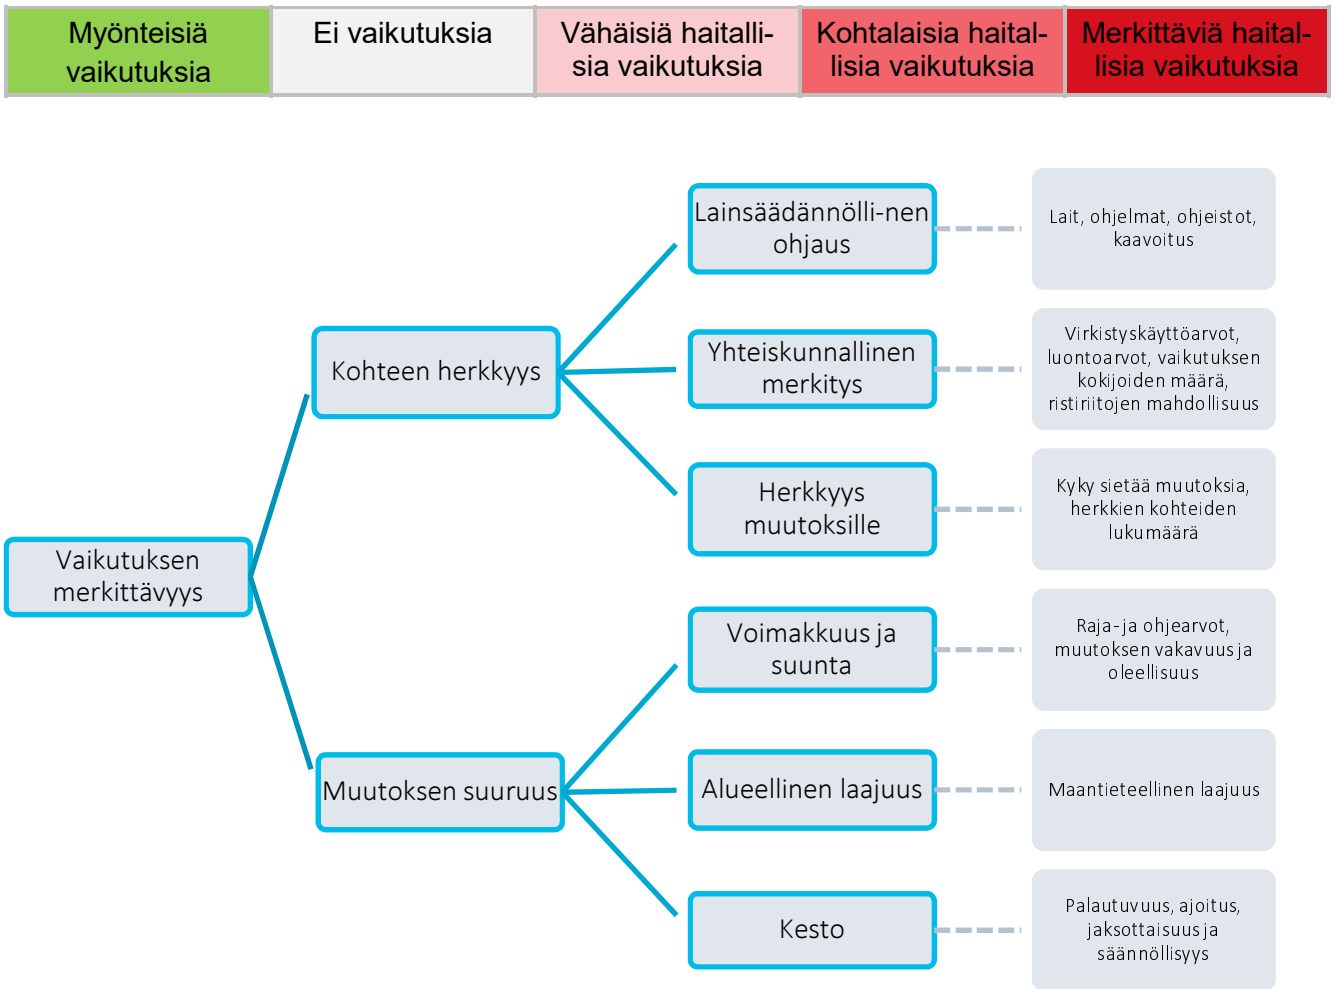 Myönteisiä
vaikutuksia
Ei vaikutuksia
Vähäisiä haitalli-
sia vaikutuksia
Kohtalaisia haital-
lisia vaikutuksia
Merkittäviä haital-
lisia vaikutuksia
Vaikutuksen
merkittävyys
Kohteen herkkyys
Lainsäädännölli-nen
ohjaus
Lait, ohjelmat, ohjeistot,
kaavoitus
Yhteiskunnallinen
merkitys
Virkistyskäyttöarvot,
luontoarvot, vaikutuksen
kokijoiden määrä,
ristiriitojen mahdollisuus
Herkkyys
muutoksille
Kyky sietää muutoksia,
herkkien kohteiden
lukumäärä
Muutoksen suuruus
Voimakkuus ja
suunta
Raja- ja ohjearvot,
muutoksen vakavuus ja
oleellisuus
Alueellinen laajuus
Maantieteellinen laajuus
Kesto
Palautuvuus, ajoitus,
jaksottaisuus ja
säännöllisyys